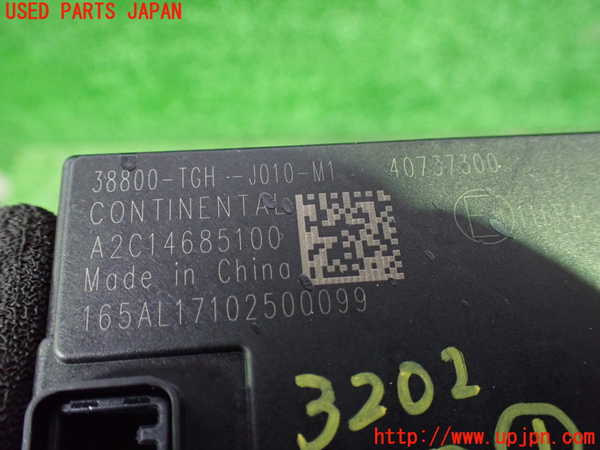 USED PARTS JAPAN
38800-TGH-J010-M1 40737300
CONTINENTAL
A2C14685100
Made in China
165AL17102500099
3202
1
http://www.upjpn.com